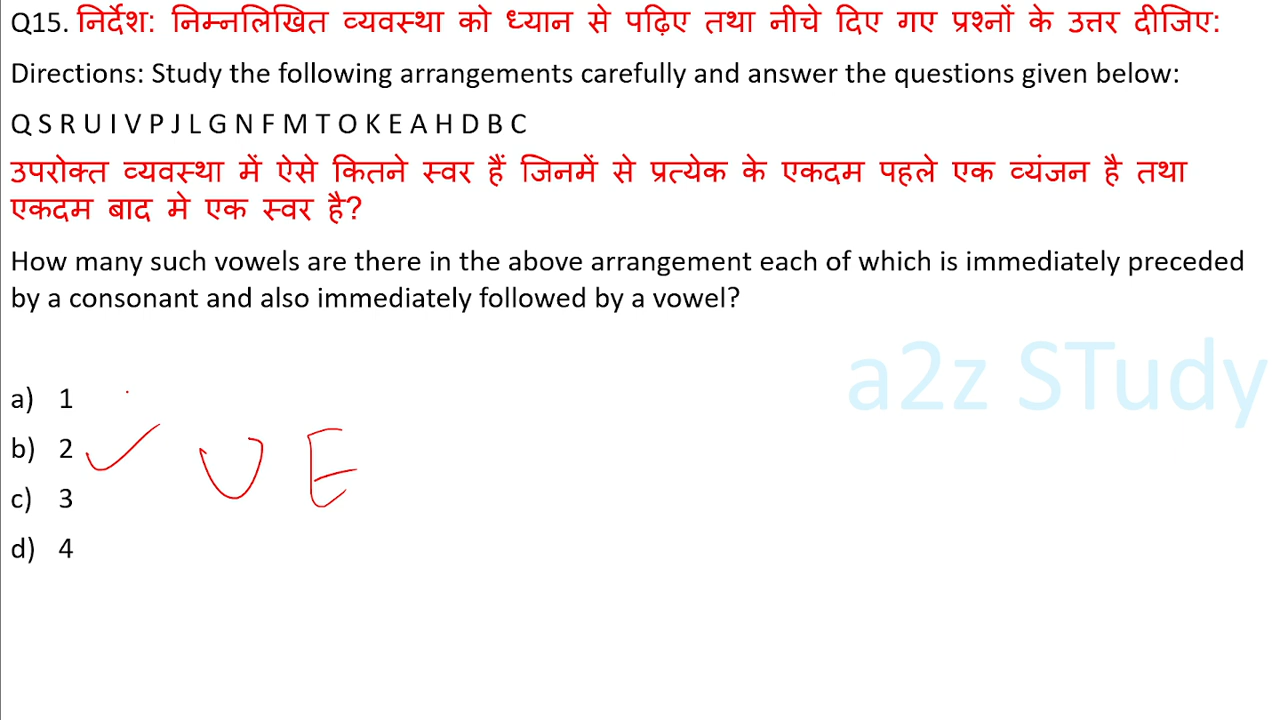 Q15. निर्देश: निम्नलिखित व्यवस्था को ध्यान से पढ़िए तथा नीचे दिए गए प्रश्नों के उत्तर दीजिए:
Directions: Study the following arrangements carefully and answer the questions given below:
Q S R U I V P J L G N F M T O K E A H D B C
उपरोक्त व्यवस्था में ऐसे कितने स्वर हैं जिनमें से प्रत्येक के एकदम पहले एक व्यंजन है तथा
एकदम बाद मे एक स्वर है?
How many such vowels are there in the above arrangement each of which is immediately preceded
by a consonant and also immediately followed by a vowel?
a2z STudy
a) 1
b) 2 U E
c) 3
d) 4